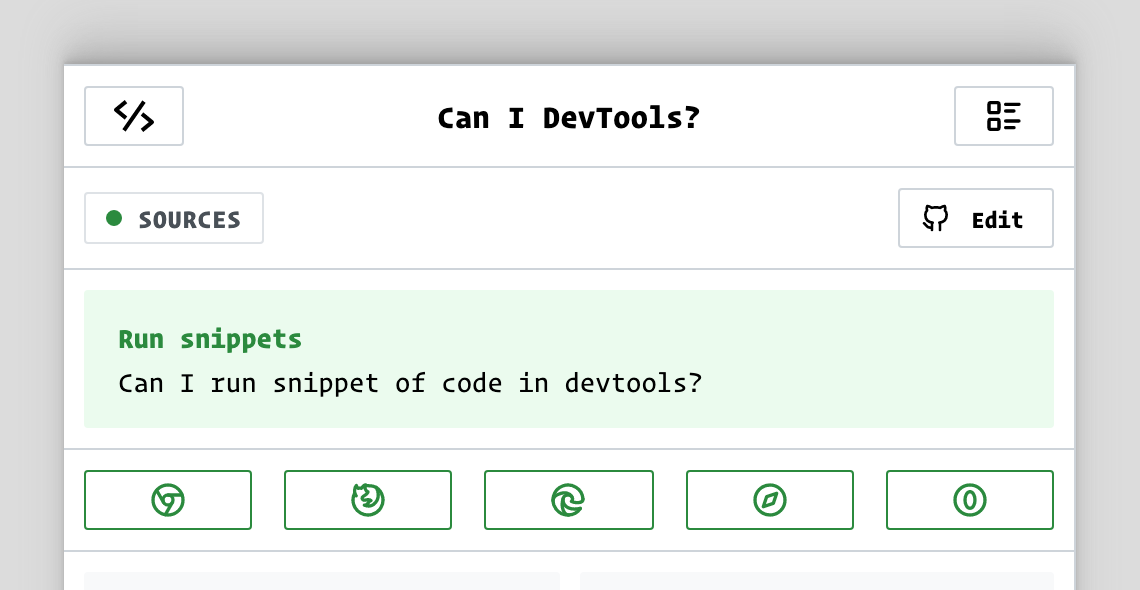 Can I DevTools?
SOURCES
Edit
Run snippets
Can I run snippet of code in devtools?